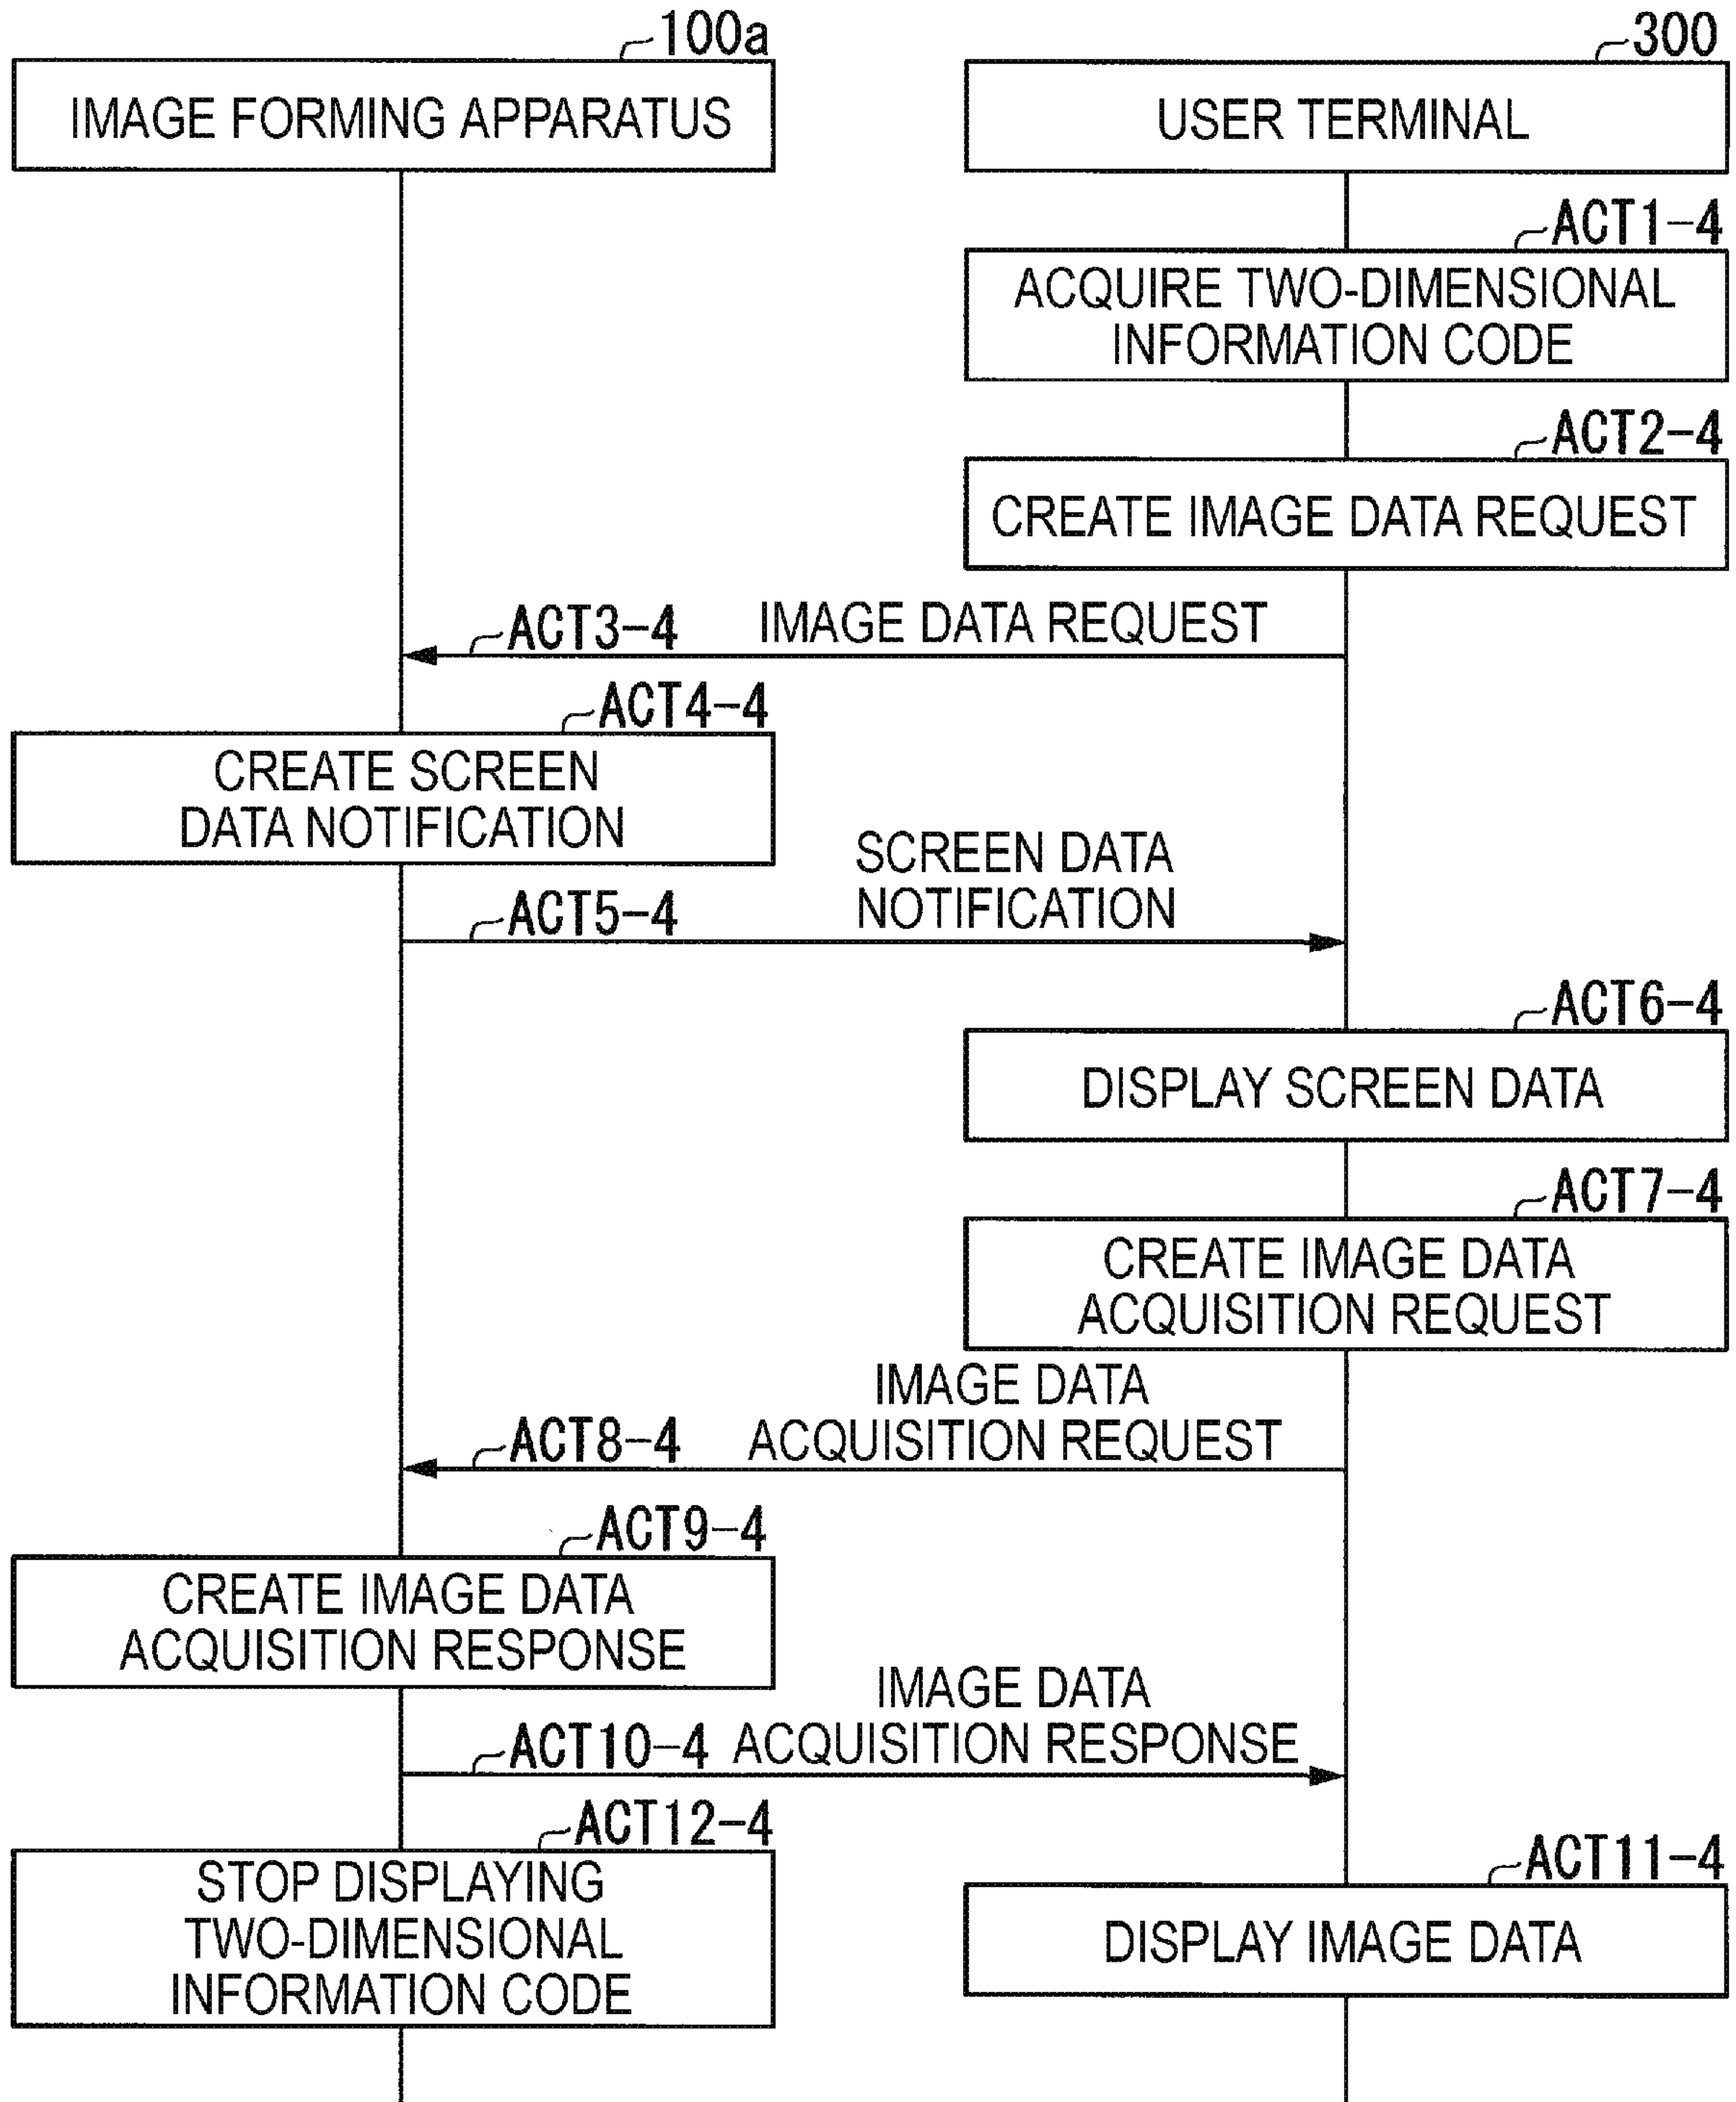 100a
300
IMAGE FORMING APPARATUS
USER TERMINAL
ACT1-4
ACQUIRE TWO-DIMENSIONAL
INFORMATION CODE
ACT2-4
CREATE IMAGE DATA REQUEST
ACT3-4
IMAGE DATA REQUEST
ACT4-4
CREATE SCREEN
DATA NOTIFICATION
SCREEN DATA
NOTIFICATION
ACT5-4
ACT6-4
DISPLAY SCREEN DATA
ACT7-4
CREATE IMAGE DATA
ACQUISITION REQUEST
IMAGE DATA
ACQUISITION REQUEST
ACT8-4
ACT9-4
CREATE IMAGE DATA
ACQUISITION RESPONSE
IMAGE DATA
ACQUISITION RESPONSE
ACT10-4
ACT12-4
STOP DISPLAYING
TWO-DIMENSIONAL
INFORMATION CODE
ACT11-4
DISPLAY IMAGE DATA